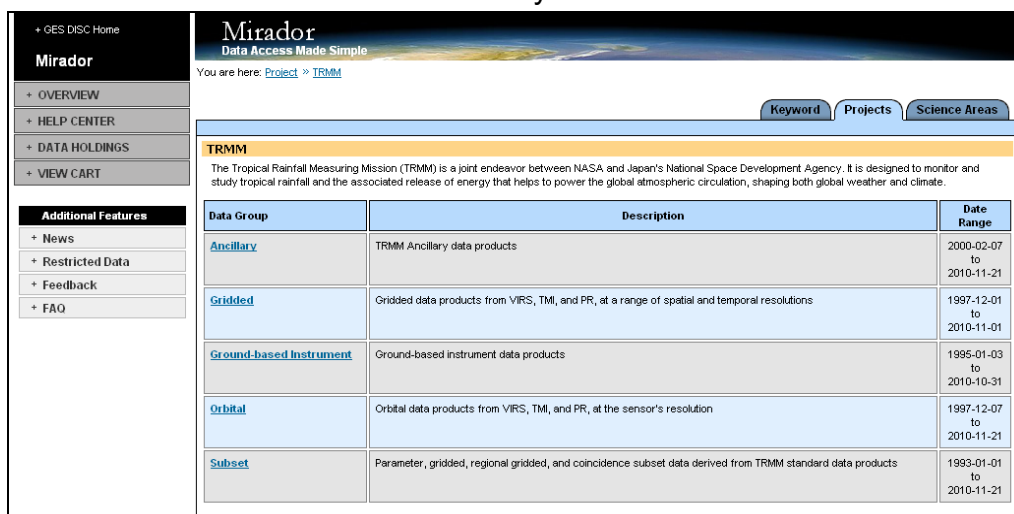 + GES DISC Home
Mirador
+ OVERVIEW
+ HELP CENTER
+ DATA HOLDINGS
+ VIEW CART
Additional Features
+ News
+ Restricted Data
+ Feedback
+ FAQ
Mirador
Data Access Made Simple
You are here: Project » TRMM
Keyword Projects Science Areas
TRMM
The Tropical Rainfall Measuring Mission (TRMM) is a joint endeavor between NASA and Japan's National Space Development Agency. It is designed to monitor and
study tropical rainfall and the associated release of energy that helps to power the global atmospheric circulation, shaping both global weather and climate.
Data Group Description Date
Range
Ancillary TRMM Ancillary data products 2000-02-07
to
2010-11-21
Gridded Gridded data products from VIRS, TMI, and PR, at a range of spatial and temporal resolutions 1997-12-01
to
2010-11-01
Ground-based Instrument Ground-based instrument data products 1995-01-03
to
2010-10-31
Orbital Orbital data products from VIRS, TMI, and PR, at the sensor's resolution 1997-12-07
to
2010-11-21
Subset Parameter, gridded, regional gridded, and coincidence subset data derived from TRMM standard data products 1993-01-01
to
2010-11-21